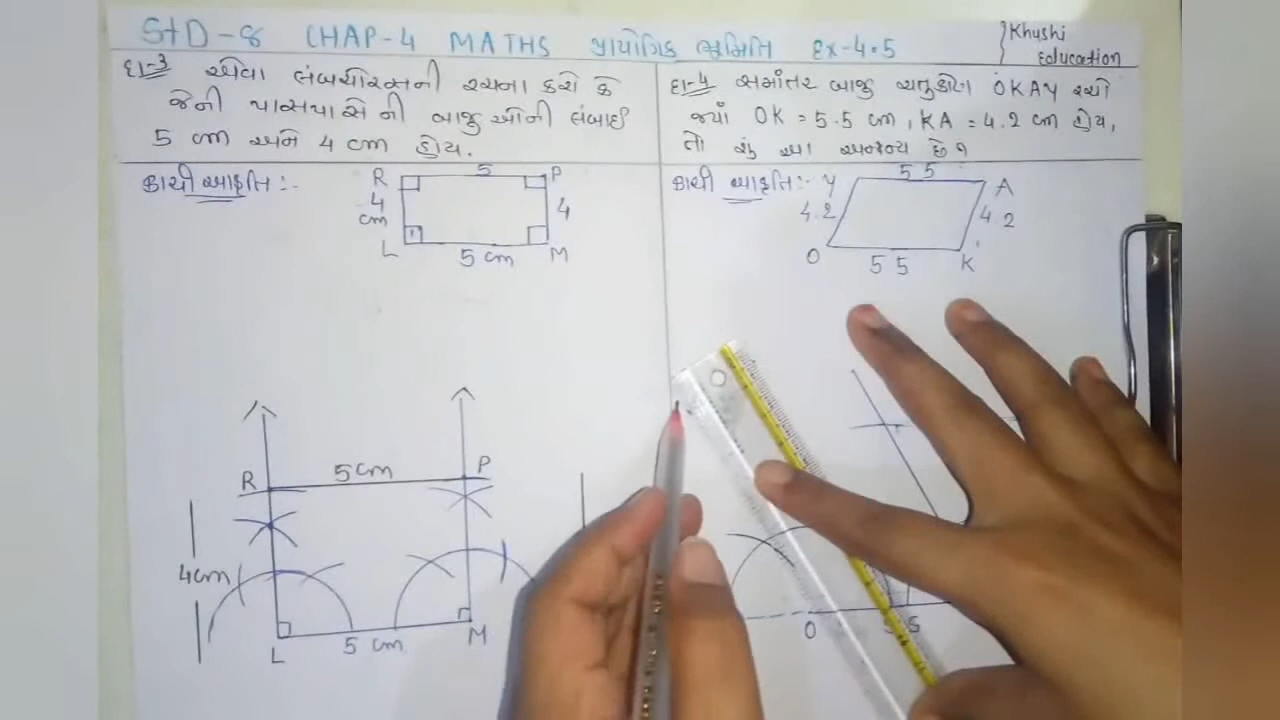 STD-8 CHAP-4 MATHS પ્રાયોગિક ભૂમિતિ Ex-4.5
Khushi
Education
દા-3 એવા લંબચોરસની રચના કરો કે
જેની પાસપાસેની બાજુઓની લંબાઈ
5 cm અને 4 cm હોય.
દા-4 સમાંતર બાજુ ચતુષ્કોણ OKAY રચો
જ્યાં OK = 5.5 cm, KA = 4.2 cm હોય,
તો શું આ અનન્ય છે ?
કાચી આકૃતિ :-
R 5 P
4
cm
4
L 5 cm M
કાચી આકૃતિ :-
Y 5 5 A
4.2 4.2
O 5 5 K
R 5cm P
4cm
L 5 cm M
O 5